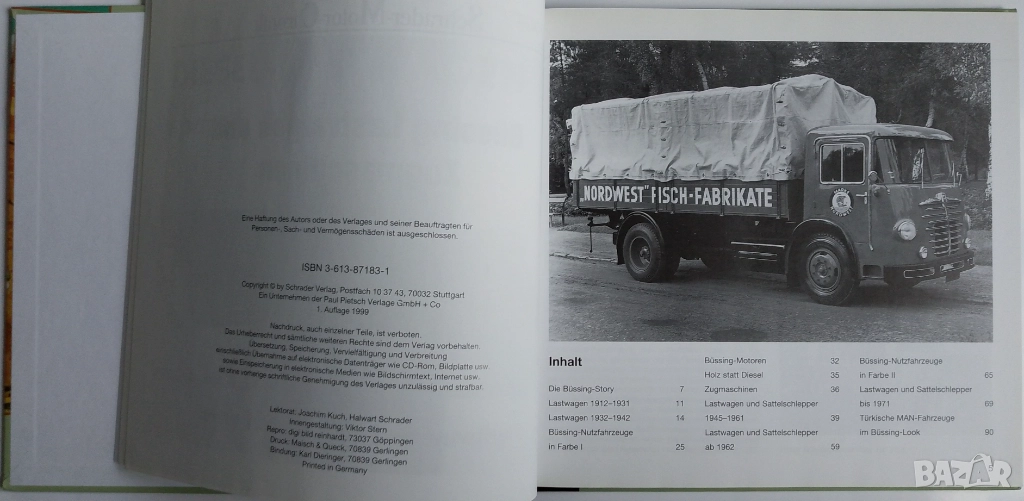 Eine Haftung des Autors oder des Verlages und seiner Beauftragten für
Personen-, Sach- und Vermögensschäden ist ausgeschlossen.
ISBN 3-613-87183-1
Copyright © by Schrader Verlag, Postfach 10 37 43, 70032 Stuttgart
Ein Unternehmen der Paul Pietsch Verlage GmbH + Co
1. Auflage 1999
Nachdruck, auch einzelner Teile, ist verboten.
Das Urheberrecht und sämtliche weiteren Rechte sind dem Verlag vorbehalten.
Übersetzung, Speicherung, Vervielfältigung und Verbreitung
einschließlich Übernahme auf elektronische Datenträger wie CD-Rom, Bildplatte usw.
sowie Einspeicherung in elektronische Medien wie Bildschirmtext, Internet usw.
ist ohne vorherige schriftliche Genehmigung des Verlages unzulässig und strafbar.
Lektorat: Joachim Kuch, Halwart Schrader
Innengestaltung: Viktor Stern
Repro: digi bild reinhardt, 73037 Göppingen
Druck: Maisch & Queck, 70839 Gerlingen
Bindung: Karl Dieringer, 70839 Gerlingen
Printed in Germany
NORDWEST" FISCH-FABRIKATE
Inhalt
Die Büssing-Story 7
Lastwagen 1912–1931 11
Lastwagen 1932–1942 14
Büssing-Nutzfahrzeuge
in Farbe I 25
Büssing-Motoren 32
Holz statt Diesel 35
Zugmaschinen 36
Lastwagen und Sattelschlepper
1945–1961 39
Lastwagen und Sattelschlepper
ab 1962 59
Büssing-Nutzfahrzeuge
in Farbe II 65
Lastwagen und Sattelschlepper
bis 1971 69
Türkische MAN-Fahrzeuge
im Büssing-Look 90
BAZAR